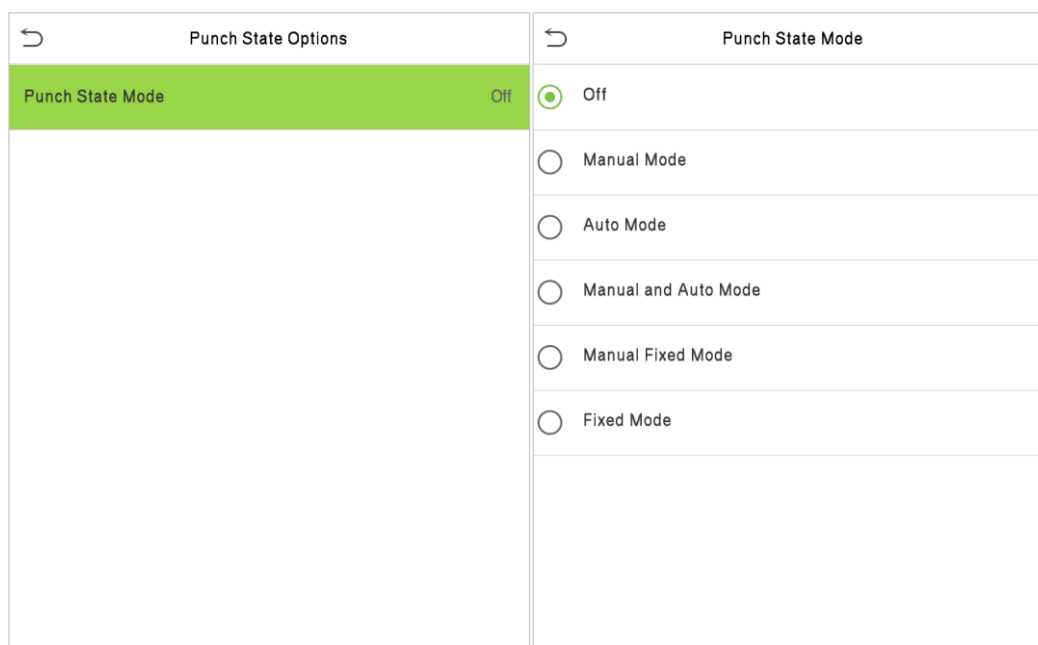 Punch State Options
Punch State Mode Off
Punch State Mode
Off
Manual Mode
Auto Mode
Manual and Auto Mode
Manual Fixed Mode
Fixed Mode